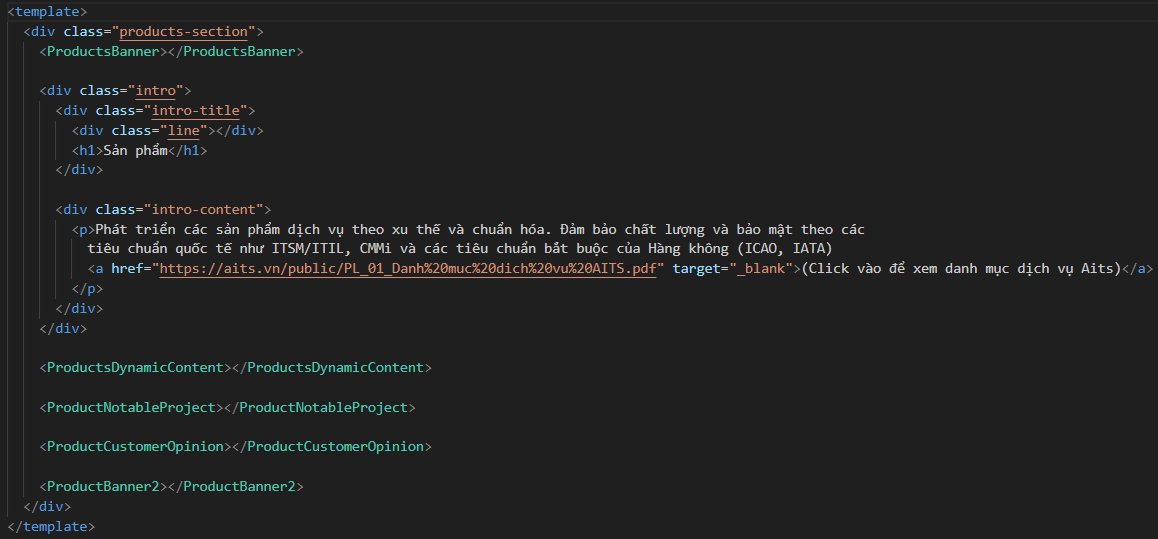 <template>
<div class="products-section">
<ProductsBanner></ProductsBanner>
<div class="intro">
<div class="intro-title">
<div class="line"></div>
<h1>Sản phẩm</h1>
</div>
<div class="intro-content">
<p>Phát triển các sản phẩm dịch vụ theo xu thế và chuẩn hóa. Đảm bảo chất lượng và bảo mật theo các
tiêu chuẩn quốc tế như ITSM/ITIL, CMMi và các tiêu chuẩn bắt buộc của Hàng không (ICAO, IATA)
<a href="https://aits.vn/public/PL_01_Danh%20muc%20dich%20vu%20AITS.pdf" target="_blank">(Click vào để xem danh mục dịch vụ Aits)</a>
</p>
</div>
</div>
<ProductsDynamicContent></ProductsDynamicContent>
<ProductNotableProject></ProductNotableProject>
<ProductCustomerOpinion></ProductCustomerOpinion>
<ProductBanner2></ProductBanner2>
</div>
</template>